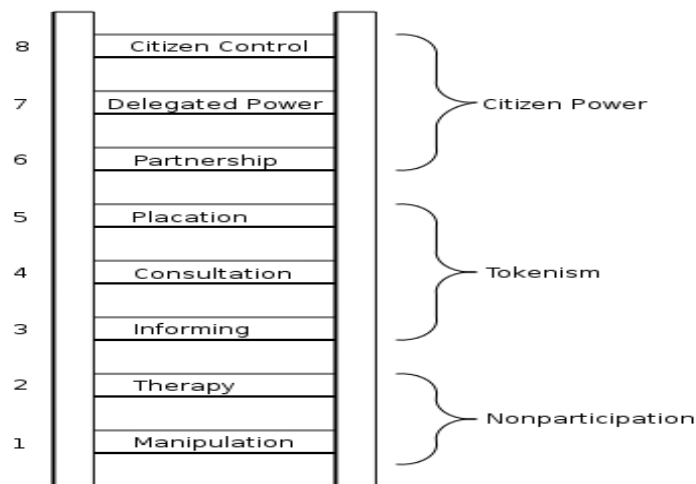 8 Citizen Control
7 Delegated Power Citizen Power
6 Partnership
5 Placation
4 Consultation Tokenism
3 Informing
2 Therapy
Nonparticipation
1 Manipulation